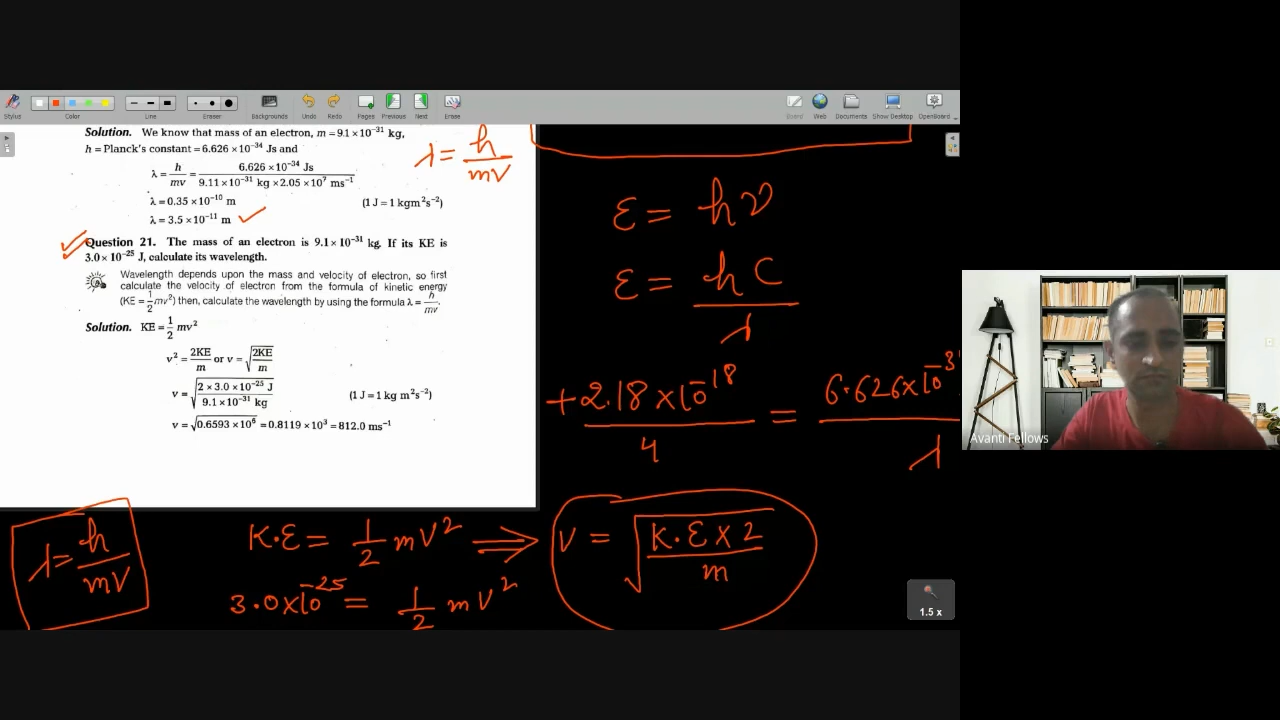 Stylus
Color
Line
Eraser
Backgrounds
Undo
Redo
Pages
Previous
Next
Erase
Board
Web
Documents
Show Desktop
OpenBoard
Solution. We know that mass of an electron, m = 9.1 × 10⁻³¹ kg,
h = Planck's constant = 6.626 × 10⁻³⁴ Js and
λ = h/mv = 6.626 × 10⁻³⁴ Js / 9.11 × 10⁻³¹ kg × 2.05 × 10⁷ ms⁻¹
λ = 0.35 × 10⁻¹⁰ m (1 J = 1 kgm²s⁻²)
λ = 3.5 × 10⁻¹¹ m
λ = h/mv
Question 21. The mass of an electron is 9.1 × 10⁻³¹ kg. If its KE is
3.0 × 10⁻²⁵ J, calculate its wavelength.
Wavelength depends upon the mass and velocity of electron, so first
calculate the velocity of electron from the formula of kinetic energy
(KE = 1/2 mv²) then, calculate the wavelength by using the formula λ = h/mv.
Solution. KE = 1/2 mv²
v² = 2KE/m or v = √(2KE/m)
v = √(2 × 3.0 × 10⁻²⁵ J / 9.1 × 10⁻³¹ kg) (1 J = 1 kg m²s⁻²)
v = √0.6593 × 10⁶ = 0.8119 × 10³ = 812.0 ms⁻¹
ε = hν
ε = hc/λ
+2.18 × 10⁻¹⁸/4 = 6.626 × 10⁻³/λ
λ = h/mv
K.E = 1/2 mv² ⇒ v = √(K.E × 2/m)
3.0 × 10⁻²⁵ = 1/2 mv²
Avanti Fellows
1.5 x